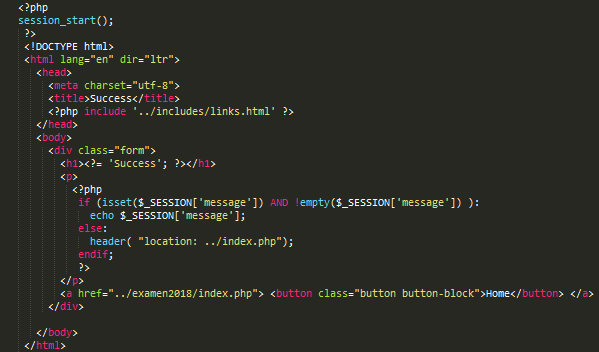 <?php
session_start();
?>
<!DOCTYPE html>
<html lang="en" dir="ltr">
<head>
<meta charset="utf-8">
<title>Success</title>
<?php include '../includes/links.html' ?>
</head>
<body>
<div class="form">
<h1><?= 'Success'; ?></h1>
<p>
<?php
if (isset($_SESSION['message']) AND !empty($_SESSION['message']) ):
echo $_SESSION['message'];
else:
header( "location: ../index.php");
endif;
?>
</p>
<a href="../examen2018/index.php"> <button class="button button-block">Home</button> </a>
</div>
</body>
</html>